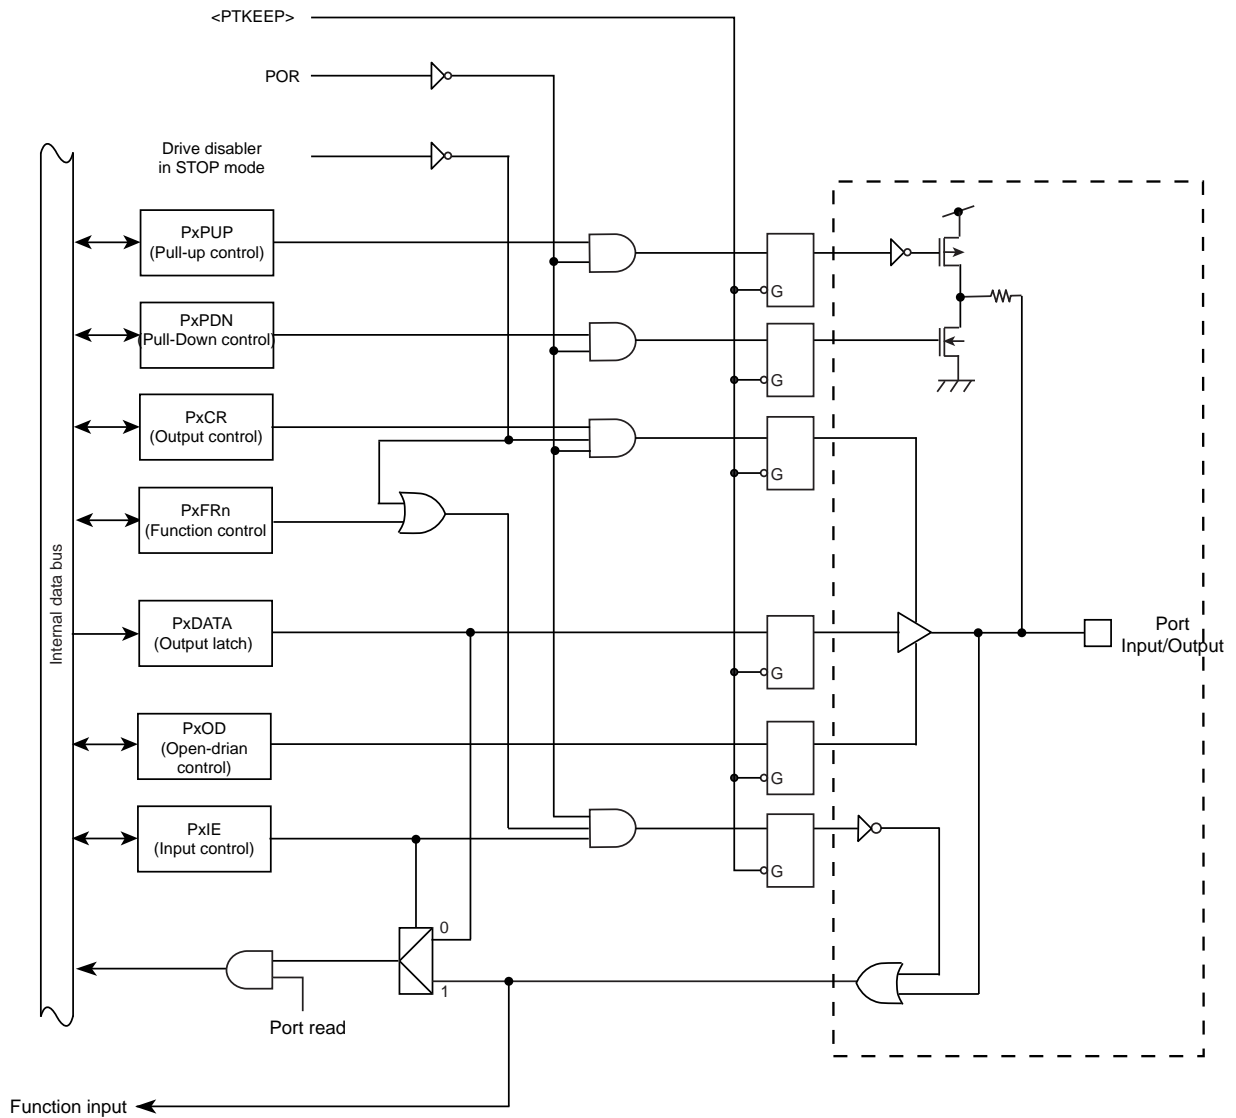 <PTKEEP>
POR
Drive disabler
in STOP mode
PxPUP
(Pull-up control)
G
PxPDN
(Pull-Down control)
G
PxCR
(Output control)
G
PxFRn
(Function control
Internal data bus
PxDATA
(Output latch)
G
Port
Input/Output
PxOD
(Open-drian
control)
G
PxIE
(Input control)
G
0
1
Port read
Function input